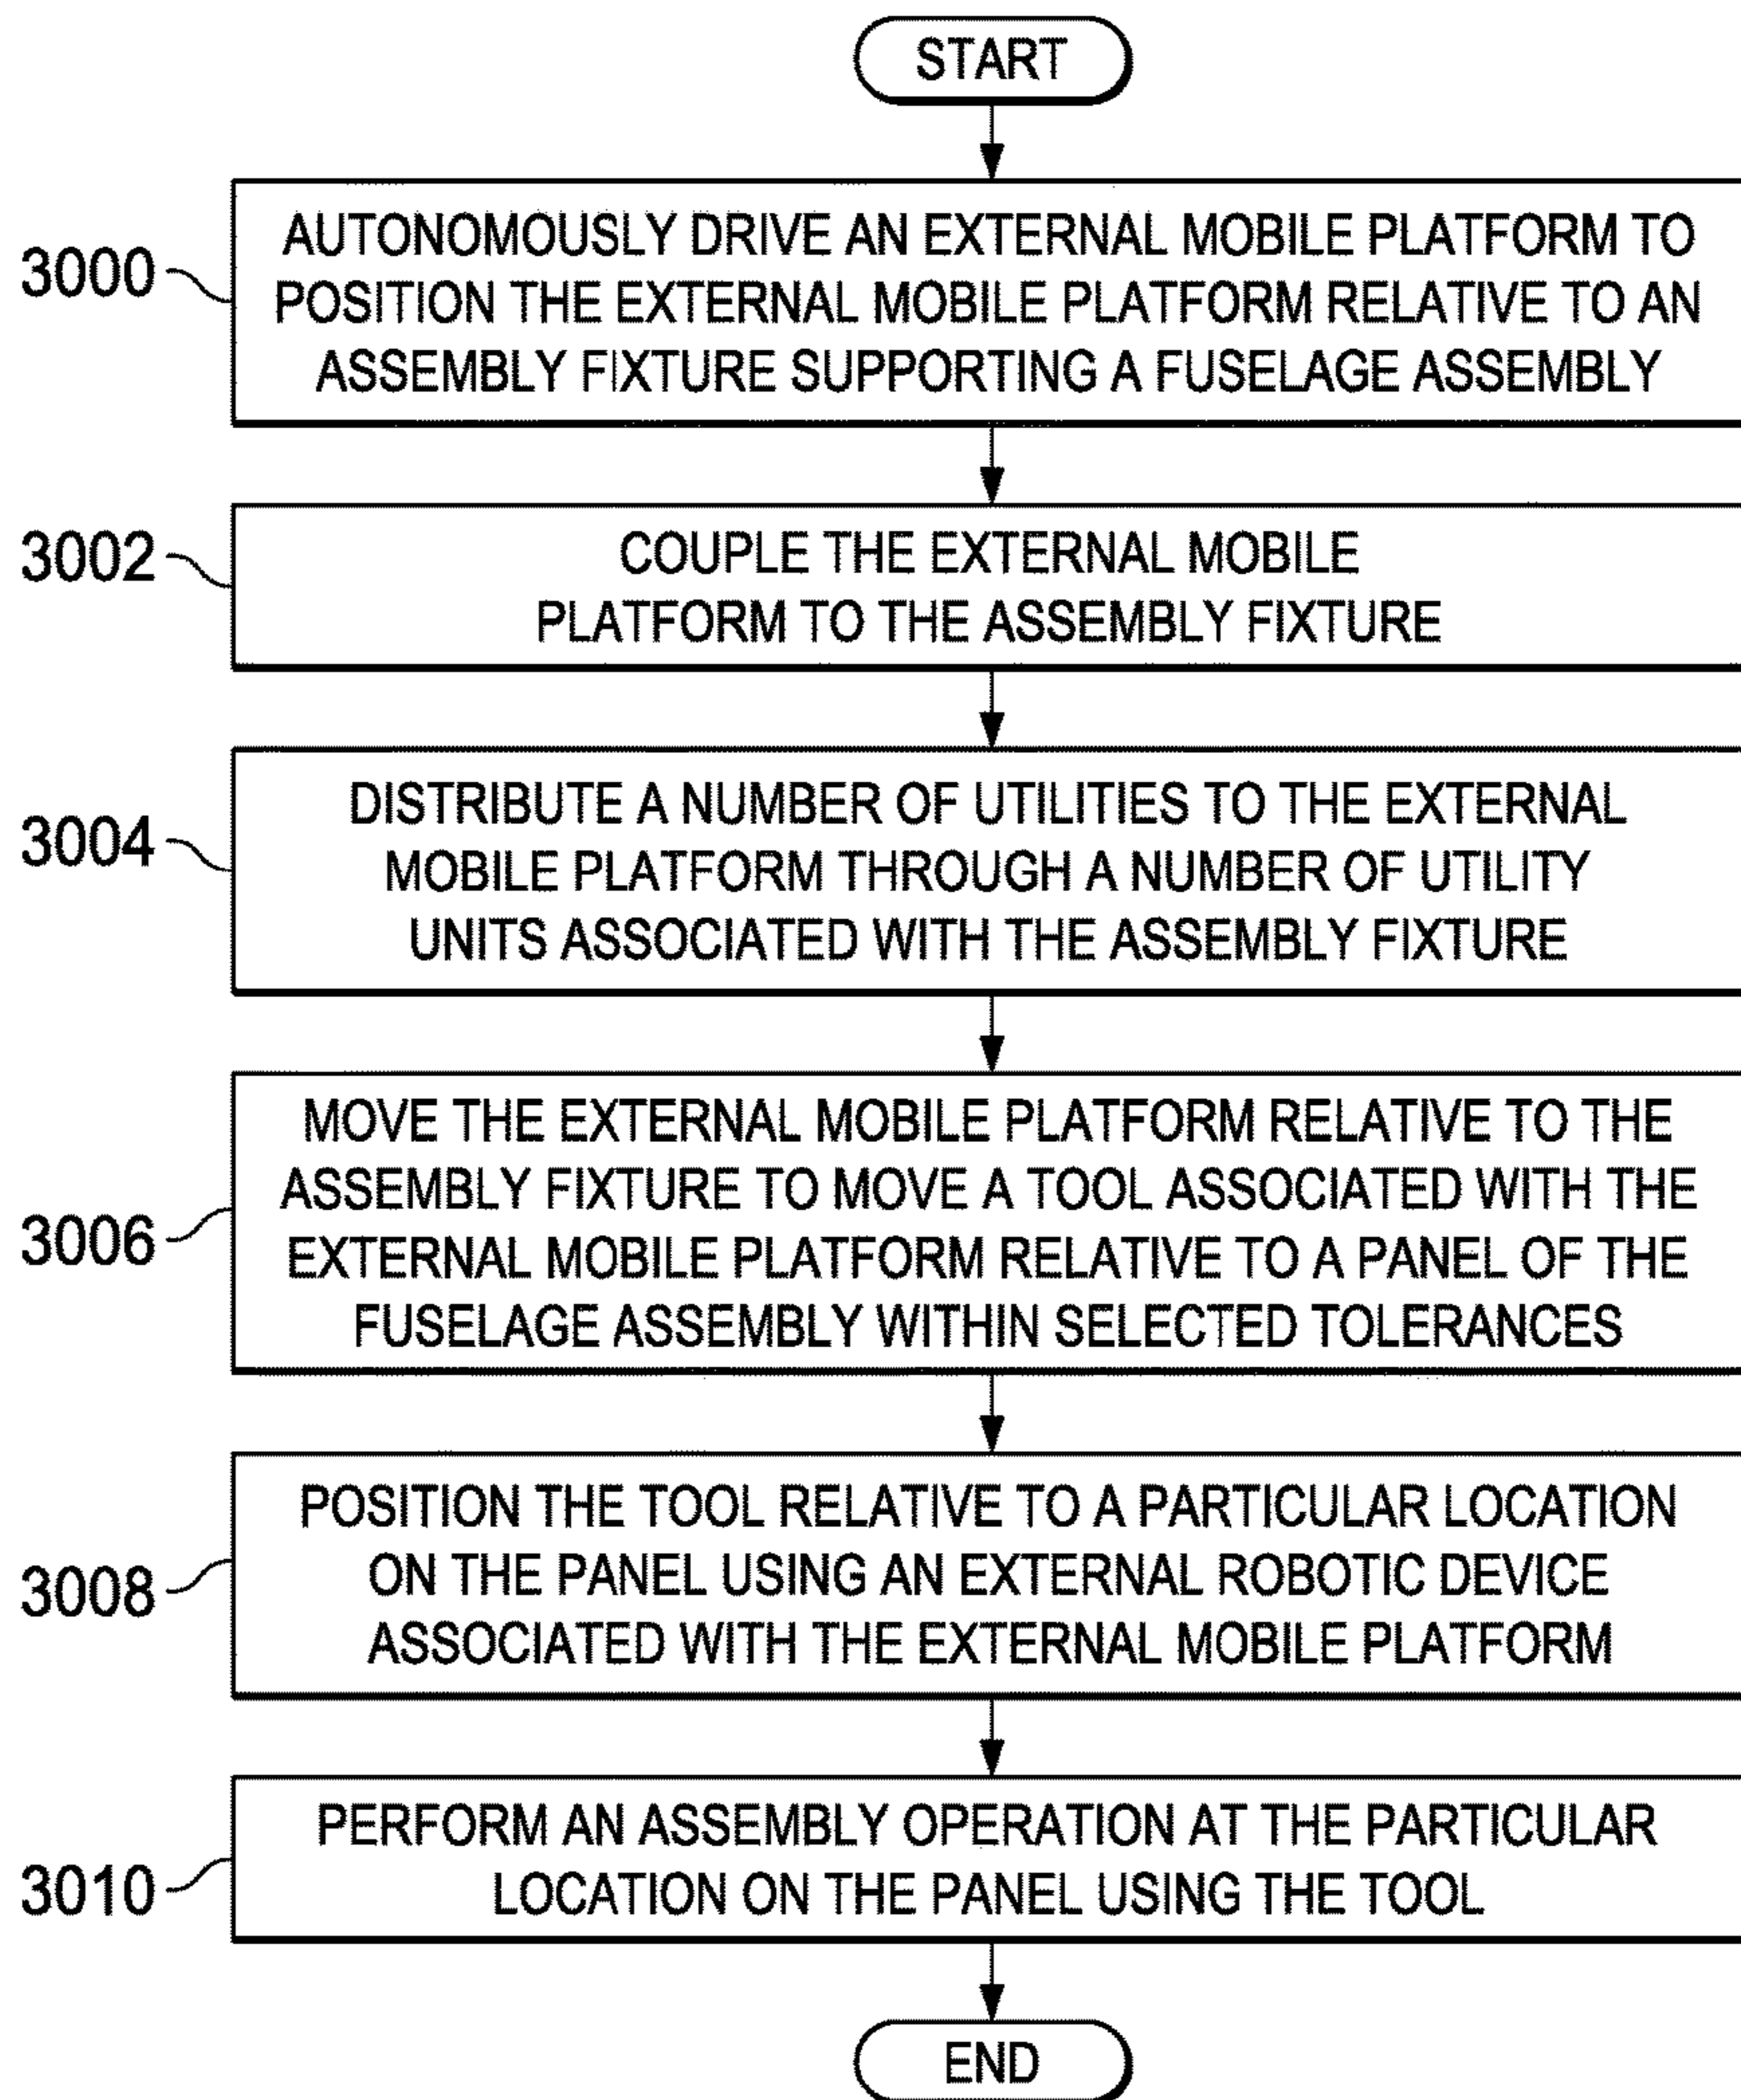 START
3000
AUTONOMOUSLY DRIVE AN EXTERNAL MOBILE PLATFORM TO
POSITION THE EXTERNAL MOBILE PLATFORM RELATIVE TO AN
ASSEMBLY FIXTURE SUPPORTING A FUSELAGE ASSEMBLY
3002
COUPLE THE EXTERNAL MOBILE
PLATFORM TO THE ASSEMBLY FIXTURE
3004
DISTRIBUTE A NUMBER OF UTILITIES TO THE EXTERNAL
MOBILE PLATFORM THROUGH A NUMBER OF UTILITY
UNITS ASSOCIATED WITH THE ASSEMBLY FIXTURE
3006
MOVE THE EXTERNAL MOBILE PLATFORM RELATIVE TO THE
ASSEMBLY FIXTURE TO MOVE A TOOL ASSOCIATED WITH THE
EXTERNAL MOBILE PLATFORM RELATIVE TO A PANEL OF THE
FUSELAGE ASSEMBLY WITHIN SELECTED TOLERANCES
3008
POSITION THE TOOL RELATIVE TO A PARTICULAR LOCATION
ON THE PANEL USING AN EXTERNAL ROBOTIC DEVICE
ASSOCIATED WITH THE EXTERNAL MOBILE PLATFORM
3010
PERFORM AN ASSEMBLY OPERATION AT THE PARTICULAR
LOCATION ON THE PANEL USING THE TOOL
END